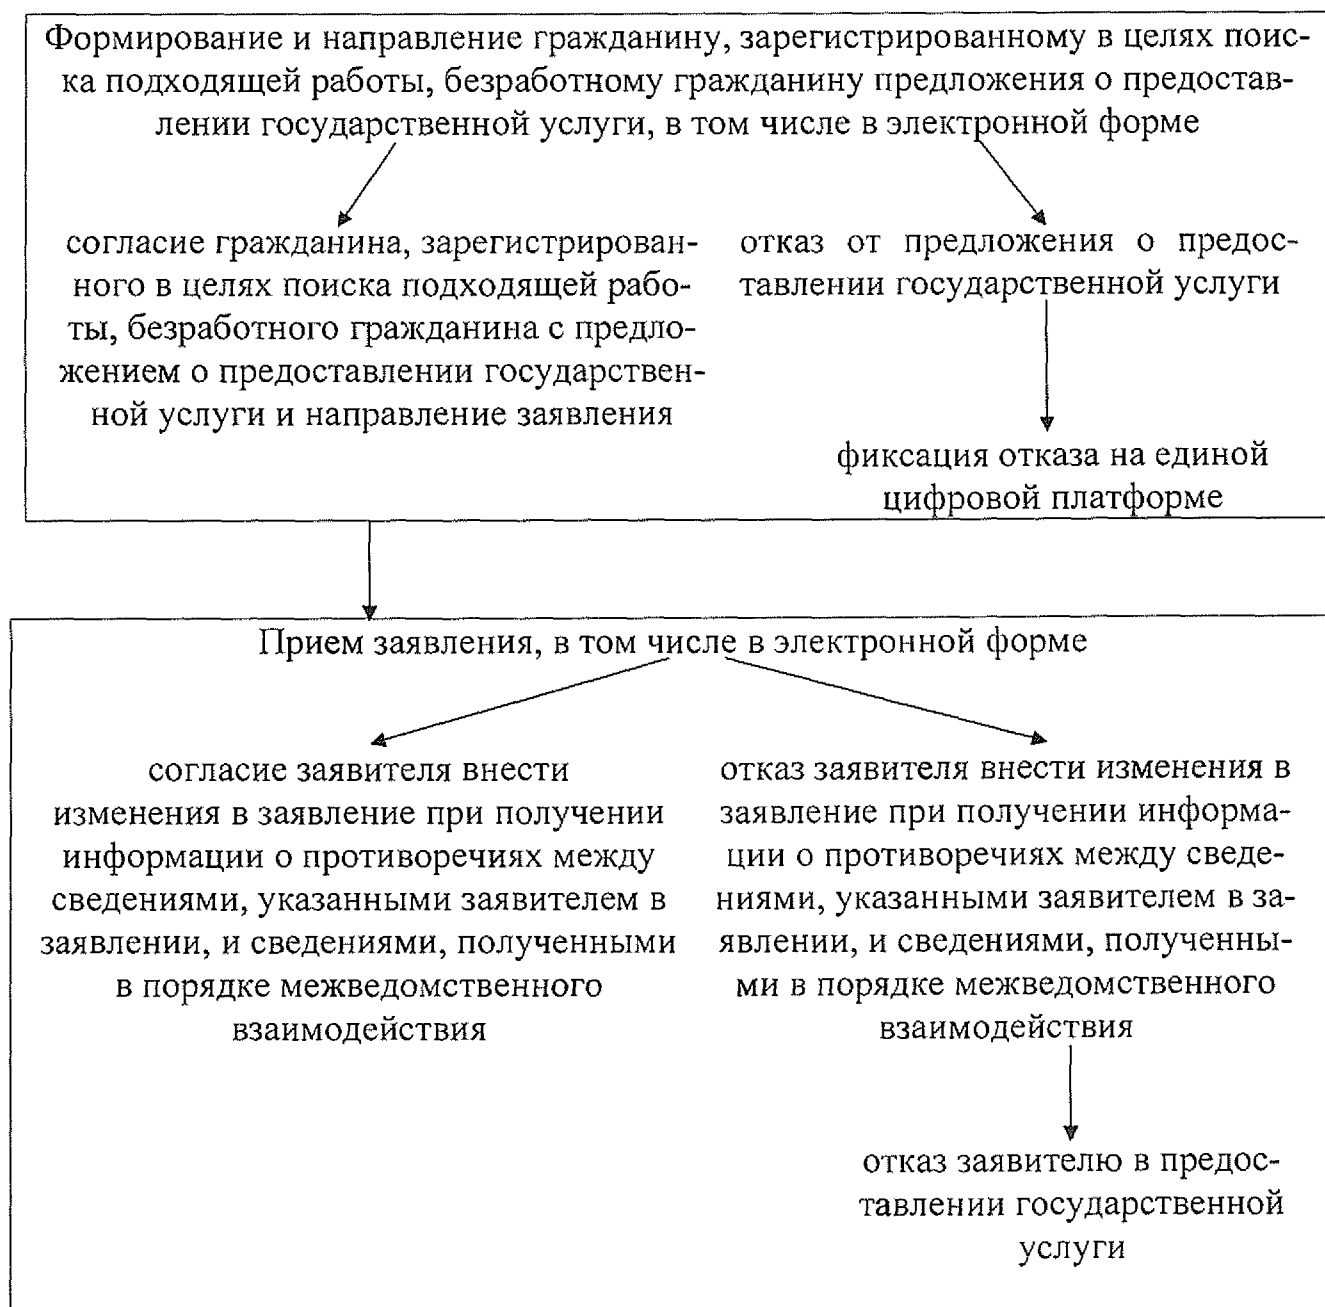 Формирование и направление гражданину, зарегистрированному в целях поис-
ка подходящей работы, безработному гражданину предложения о предостав-
лении государственной услуги, в том числе в электронной форме
согласие гражданина, зарегистрирован-
ного в целях поиска подходящей рабо-
ты, безработного гражданина с предло-
жением о предоставлении государствен-
ной услуги и направление заявления
отказ от предложения о предос-
тавлении государственной услуги
фиксация отказа на единой
цифровой платформе
Прием заявления, в том числе в электронной форме
согласие заявителя внести
изменения в заявление при получении
информации о противоречиях между
сведениями, указанными заявителем в
заявлении, и сведениями, полученными
в порядке межведомственного
взаимодействия
отказ заявителя внести изменения в
заявление при получении информа-
ции о противоречиях между сведе-
ниями, указанными заявителем в за-
явлении, и сведениями, полученны-
ми в порядке межведомственного
взаимодействия
отказ заявителю в предос-
тавлении государственной
услуги